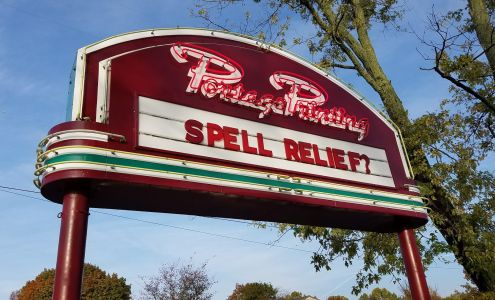 Portage Printing
SPELL RELIEF?